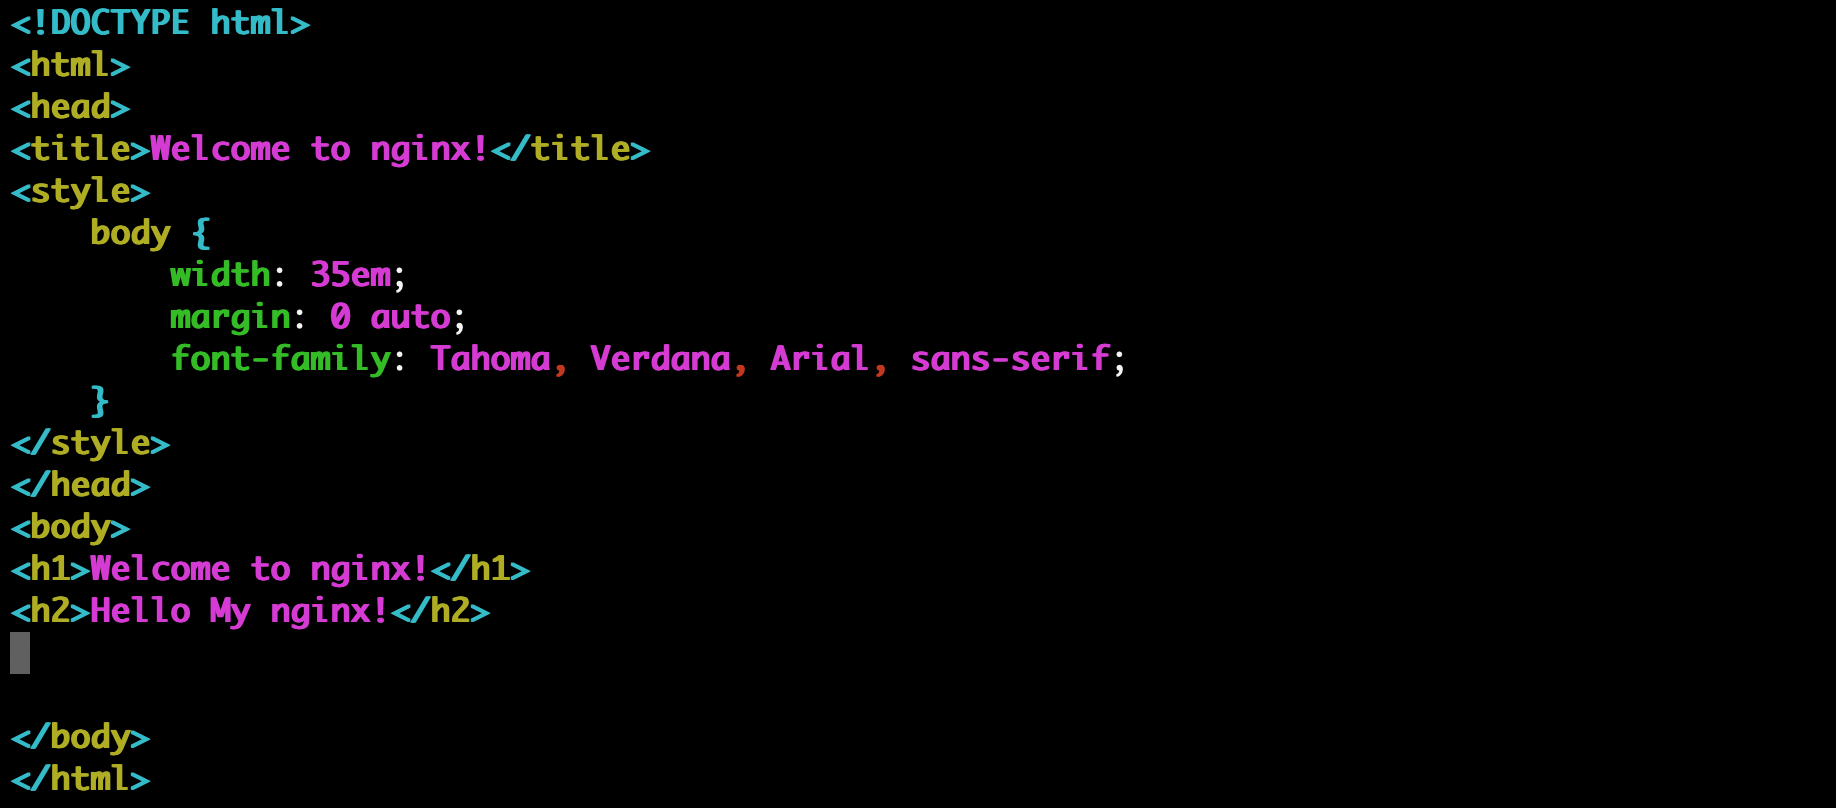 <!DOCTYPE html>
<html>
<head>
<title>Welcome to nginx!</title>
<style>
    body {
        width: 35em;
        margin: 0 auto;
        font-family: Tahoma, Verdana, Arial, sans-serif;
    }
</style>
</head>
<body>
<h1>Welcome to nginx!</h1>
<h2>Hello My nginx!</h2>
</body>
</html>